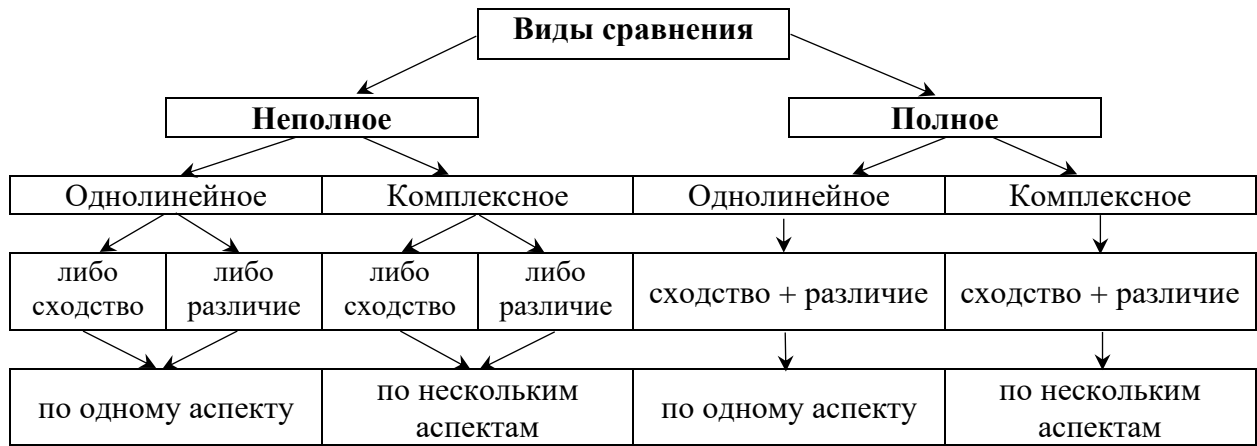 Виды сравнения
Неполное
Полное
Однолинейное
Комплексное
Однолинейное
Комплексное
либо
сходство
либо
различие
либо
сходство
либо
различие
сходство + различие
сходство + различие
по одному аспекту
по нескольким
аспектам
по одному аспекту
по нескольким
аспектам